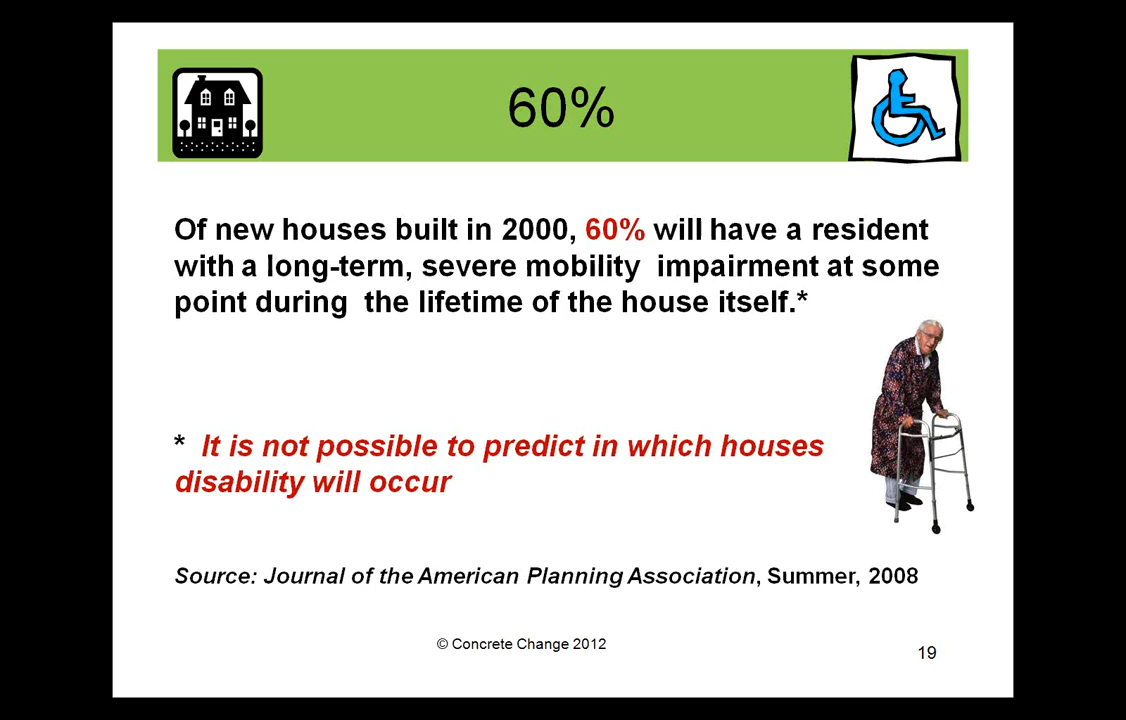 60%
Of new houses built in 2000, 60% will have a resident
with a long-term, severe mobility impairment at some
point during the lifetime of the house itself.*
* It is not possible to predict in which houses
disability will occur
Source: Journal of the American Planning Association, Summer, 2008
© Concrete Change 2012
19